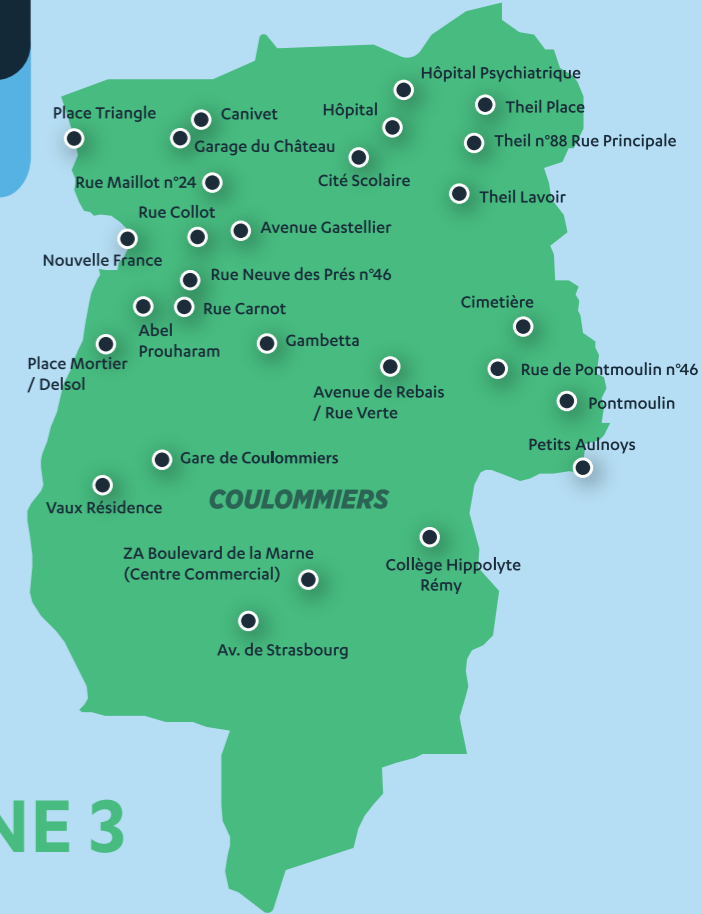 Hôpital Psychiatrique
Place Triangle
Canivet
Hôpital
Theil Place
Garage du Château
Theil n°88 Rue Principale
Rue Maillot n°24
Cité Scolaire
Theil Lavoir
Rue Collot
Avenue Gastellier
Nouvelle France
Rue Neuve des Prés n°46
Cimetière
Rue Carnot
Abel
Prouharam
Gambetta
Place Mortier
/ Delsol
Rue de Pontmoulin n°46
Avenue de Rebais
/ Rue Verte
Pontmoulin
Petits Aulnoys
Gare de Coulommiers
Vaux Résidence
COULOMMIERS
ZA Boulevard de la Marne
(Centre Commercial)
Collège Hippolyte
Rémy
Av. de Strasbourg
NE 3